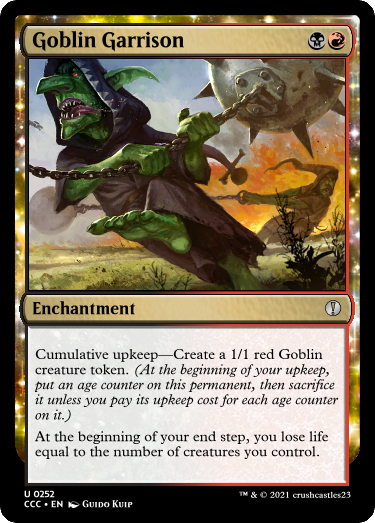 Goblin Garrison
Enchantment
Cumulative upkeep—Create a 1/1 red Goblin
creature token. (At the beginning of your upkeep,
put an age counter on this permanent, then sacrifice
it unless you pay its upkeep cost for each age counter
on it.)
At the beginning of your end step, you lose life
equal to the number of creatures you control.
U 0252
CCC • EN Guido Kuip
™ & © 2021 crushcastles23